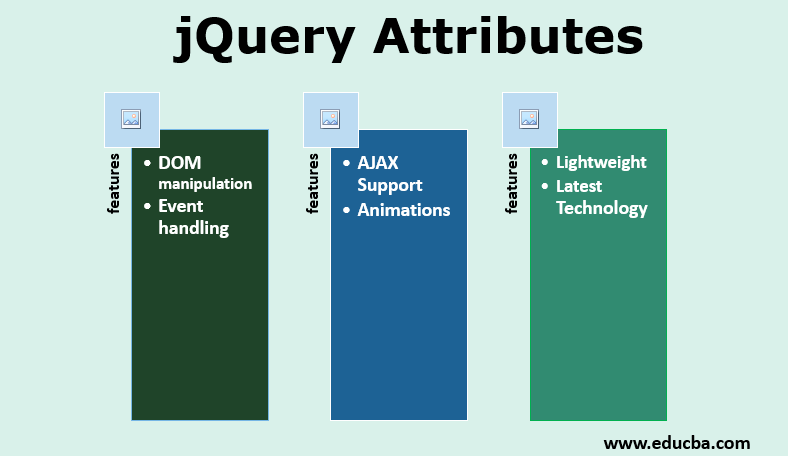 jQuery Attributes
features
• DOM
manipulation
• Event
handling
features
• AJAX
Support
• Animations
features
• Lightweight
• Latest
Technology
www.educba.com